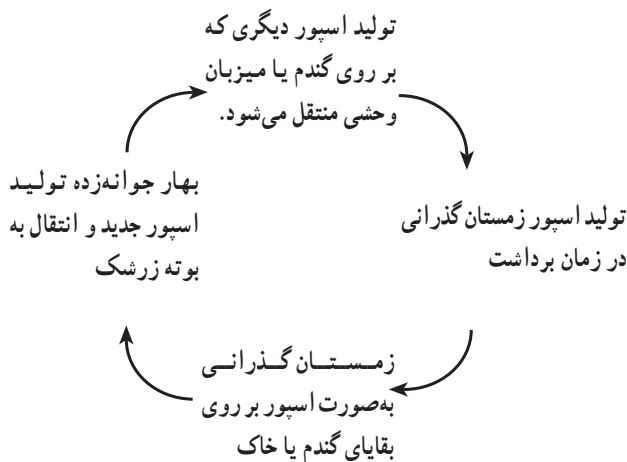 تولید اسپور دیگری که
بر روی گندم یا میزبان
وحشی منتقل می‌شود.
تولید اسپور زمستان‌گذرانی
در زمان برداشت
زمستان گذرانی
به‌صورت اسپور بر روی
بقایای گندم یا خاک
بهار جوانه‌زده تولید
اسپور جدید و انتقال به
بوته زرشک